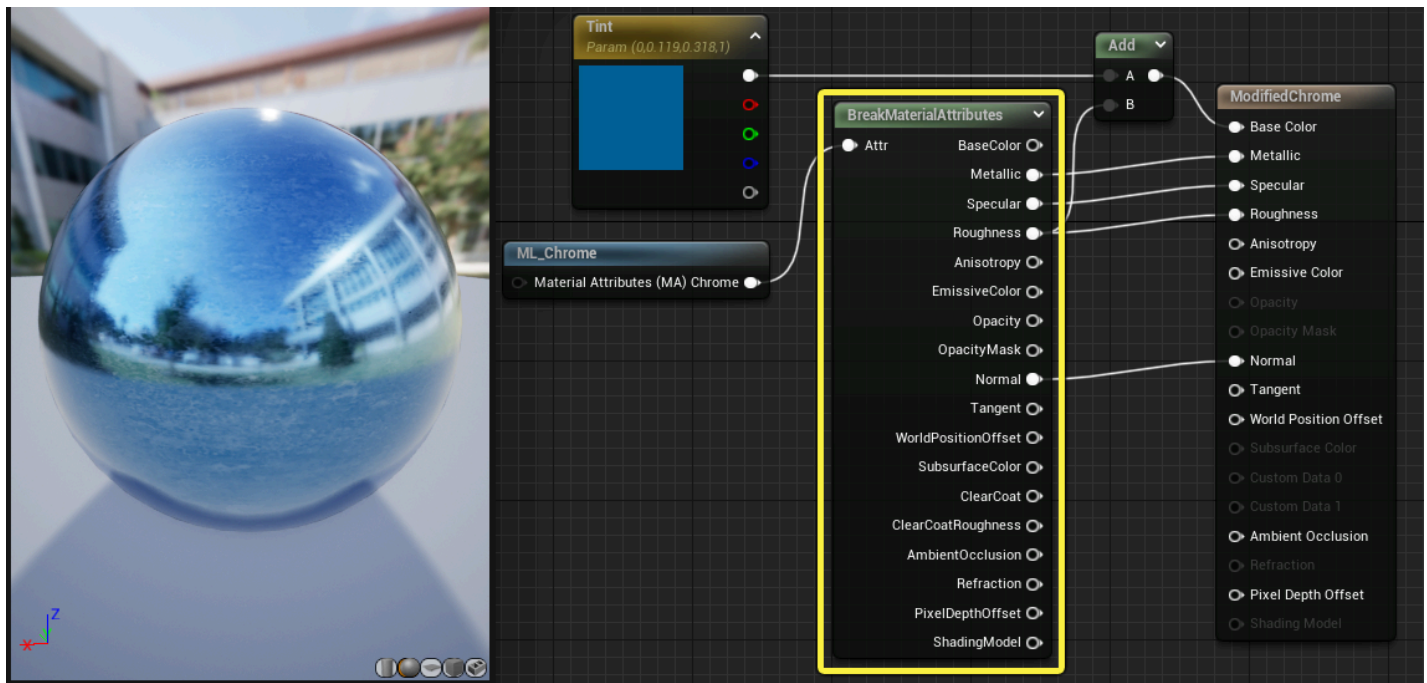 Tint
Param (0,0.119,0.318,1)
ML_Chrome
Material Attributes (MA) Chrome
BreakMaterialAttributes
Attr
BaseColor
Metallic
Specular
Roughness
Anisotropy
EmissiveColor
Opacity
OpacityMask
Normal
Tangent
WorldPositionOffset
SubsurfaceColor
ClearCoat
ClearCoatRoughness
AmbientOcclusion
Refraction
PixelDepthOffset
ShadingModel
Add
A
B
ModifiedChrome
Base Color
Metallic
Specular
Roughness
Anisotropy
Emissive Color
Opacity
Opacity Mask
Normal
Tangent
World Position Offset
Subsurface Color
Custom Data 0
Custom Data 1
Ambient Occlusion
Refraction
Pixel Depth Offset
Shading Model
Z